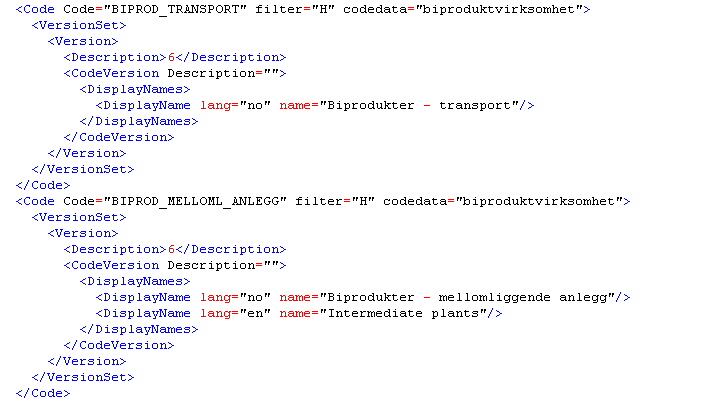 <Code Code="BIPROD_TRANSPORT" filter="H" codedata="biproduktvirksomhet">
<VersionSet>
<Version>
<Description>6</Description>
<CodeVersion Description="">
<DisplayNames>
<DisplayName lang="no" name="Biprodukter - transport"/>
</DisplayNames>
</CodeVersion>
</Version>
</VersionSet>
</Code>
<Code Code="BIPROD_MELLOML_ANLEGG" filter="H" codedata="biproduktvirksomhet">
<VersionSet>
<Version>
<Description>6</Description>
<CodeVersion Description="">
<DisplayNames>
<DisplayName lang="no" name="Biprodukter - mellomliggende anlegg"/>
<DisplayName lang="en" name="Intermediate plants"/>
</DisplayNames>
</CodeVersion>
</Version>
</VersionSet>
</Code>